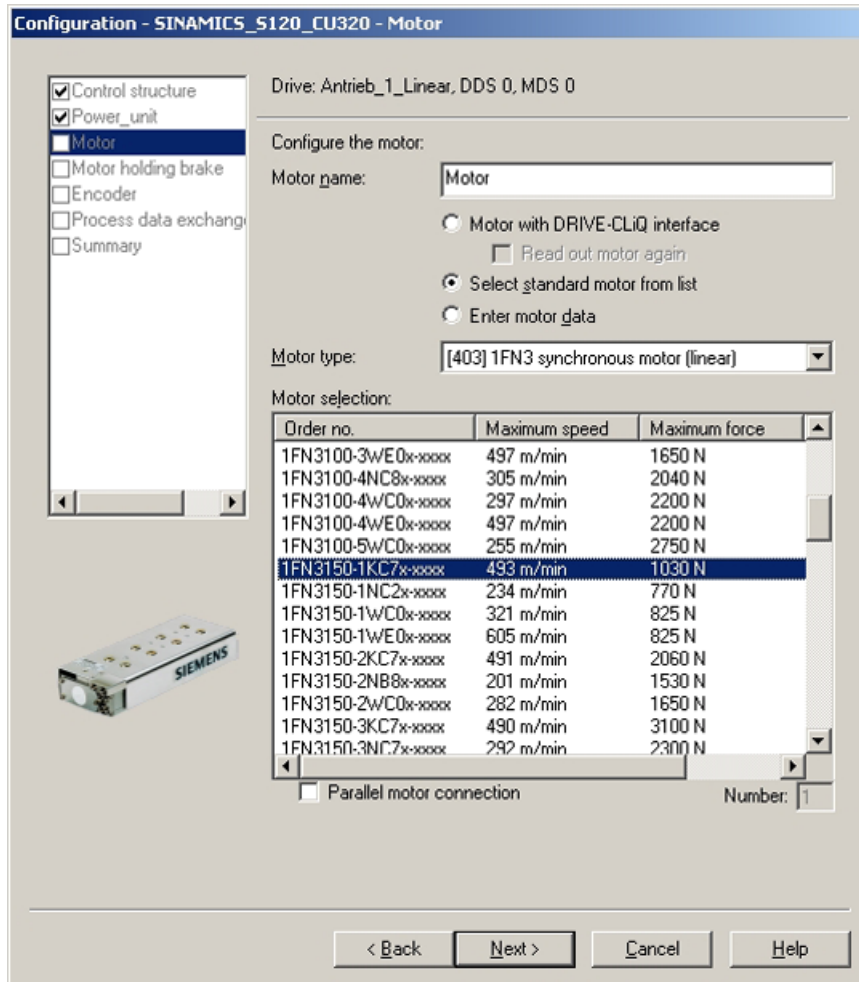 Configuration - SINAMICS_S120_CU320 - Motor
Control structure
Power_unit
Motor
Motor holding brake
Encoder
Process data exchang
Summary
Drive: Antrieb_1_Linear, DDS 0, MDS 0
Configure the motor:
Motor name: Motor
Motor with DRIVE-CLiQ interface
Read out motor again
Select standard motor from list
Enter motor data
Motor type: [403] 1FN3 synchronous motor (linear)
Motor selection:
Order no. Maximum speed Maximum force
1FN3100-3WE0x-xxxx 497 m/min 1650 N
1FN3100-4NC8x-xxxx 305 m/min 2040 N
1FN3100-4WC0x-xxxx 297 m/min 2200 N
1FN3100-4WE0x-xxxx 497 m/min 2200 N
1FN3100-5WC0x-xxxx 255 m/min 2750 N
1FN3150-1KC7x-xxxx 493 m/min 1030 N
1FN3150-1NC2x-xxxx 234 m/min 770 N
1FN3150-1WC0x-xxxx 321 m/min 825 N
1FN3150-1WE0x-xxxx 605 m/min 825 N
1FN3150-2KC7x-xxxx 491 m/min 2060 N
1FN3150-2NB8x-xxxx 201 m/min 1530 N
1FN3150-2WC0x-xxxx 282 m/min 1650 N
1FN3150-3KC7x-xxxx 490 m/min 3100 N
1FN3150-3NC7x-xxxx 292 m/min 2300 N
SIEMENS
Parallel motor connection Number: 1
< Back Next > Cancel Help